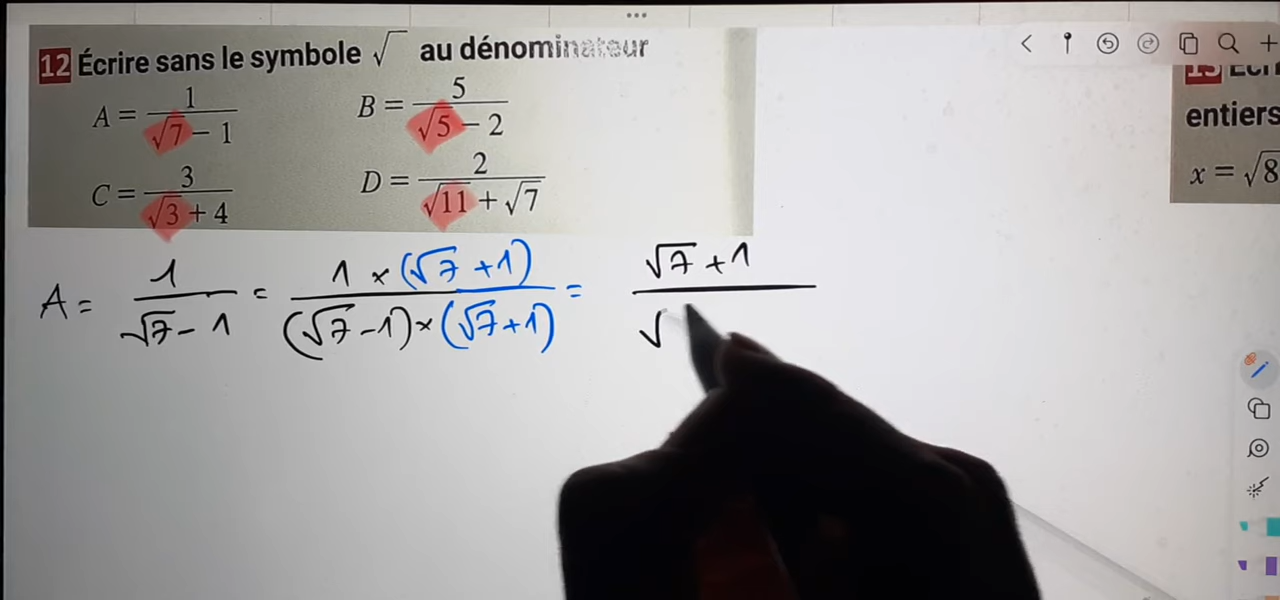 12 Écrire sans le symbole √ au dénominateur
A = 1/(√7 − 1) B = 5/(√5 − 2)
C = 3/(√3 + 4) D = 2/(√11 + √7)
entiers
x = √8
A = 1/(√7 − 1) = 1 × (√7 + 1)/(√7 − 1) × (√7 + 1) = √7 + 1/√